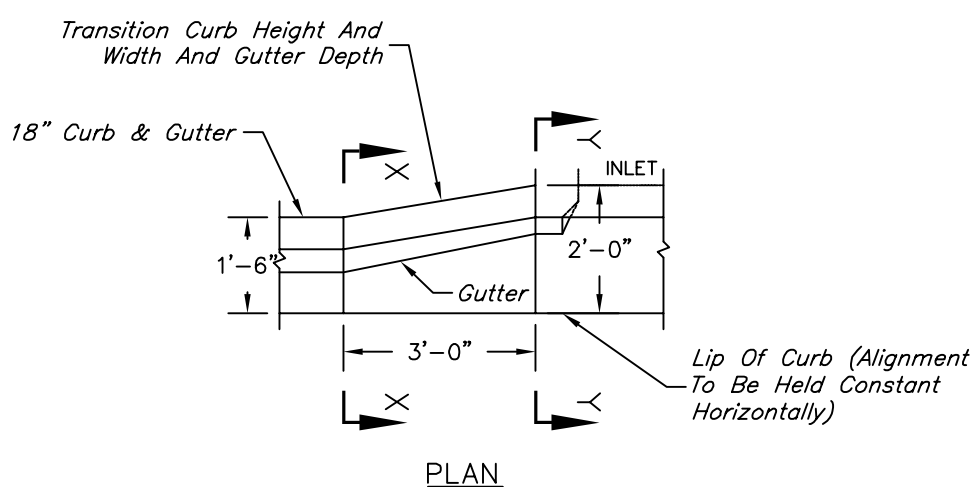 Transition Curb Height And
Width And Gutter Depth
18" Curb & Gutter
X
Y
INLET
1'-6"
2'-0"
Gutter
3'-0"
Lip Of Curb (Alignment
To Be Held Constant
Horizontally)
X
Y
PLAN